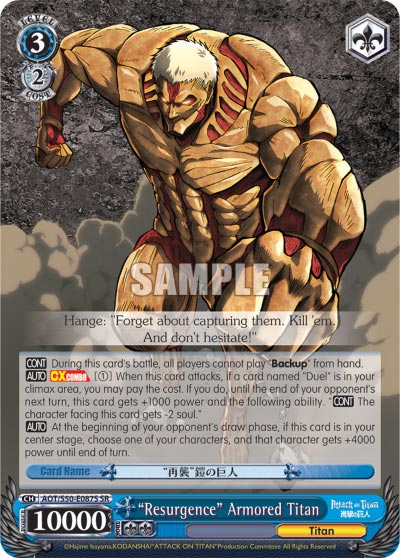 LEVEL
3
2
COST
SAMPLE
Hange: "Forget about capturing them. Kill 'em.
And don't hesitate!"
CONT During this card's battle, all players cannot play "Backup" from hand.
AUTO CXCOMBO [(1)] When this card attacks, if a card named "Duel" is in your
climax area, you may pay the cost. If you do, until the end of your opponent's
next turn, this card gets +1000 power and the following ability. "CONT The
character facing this card gets -2 soul."
AUTO At the beginning of your opponent's draw phase, if this card is in your
center stage, choose one of your characters, and that character gets +4000
power until end of turn.
Card Name
"再襲"鎧の巨人
CH AOT/S50-E087S SR
"Resurgence" Armored Titan
Attack on Titan
進撃の巨人
POWER
10000
SOUL
Titan
©Hajime Isayama,KODANSHA/"ATTACK ON TITAN"Production Committee All Rights Reserved